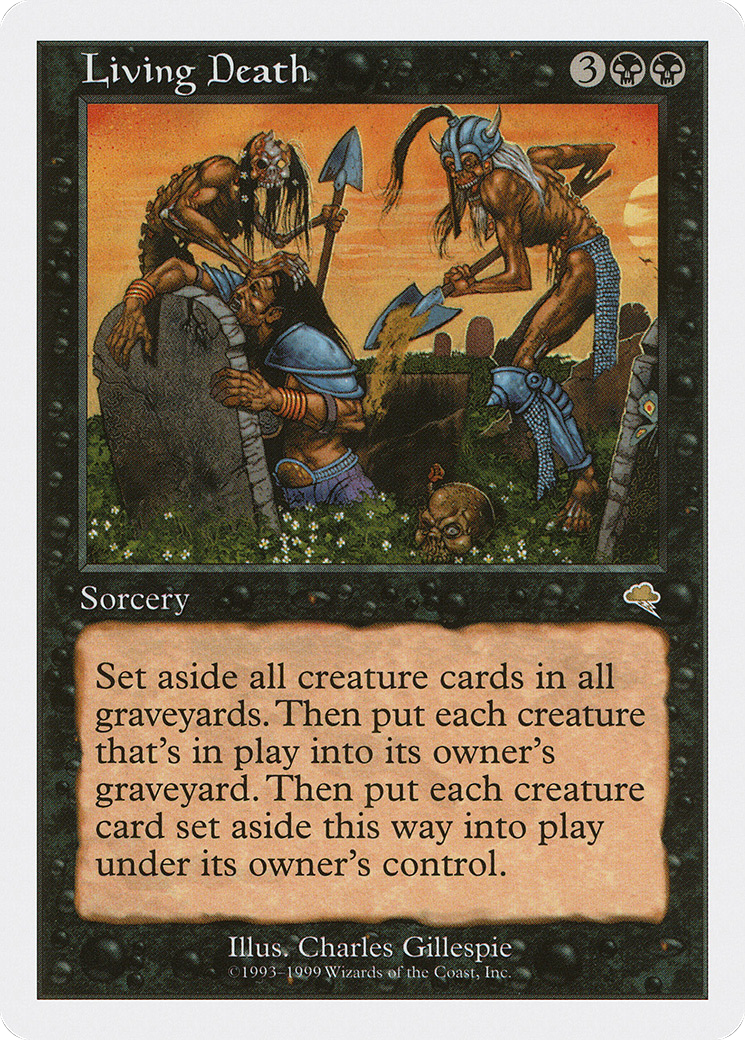 Living Death
3
Sorcery
Set aside all creature cards in all
graveyards. Then put each creature
that's in play into its owner's
graveyard. Then put each creature
card set aside this way into play
under its owner's control.
Illus. Charles Gillespie
©1993–1999 Wizards of the Coast, Inc.